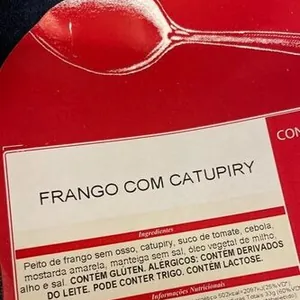 CON
FRANGO COM CATUPIRY
Ingredientes
Peito de frango sem osso, catupiry, suco de tomate, cebola,
mostarda amarela, manteiga sem sal, óleo vegetal de milho,
alho e sal. CONTÉM GLÚTEN. ALÉRGICOS: CONTÉM DERIVADOS
DO LEITE. PODE CONTER TRIGO. CONTÉM LACTOSE.
Informações Nutricionais